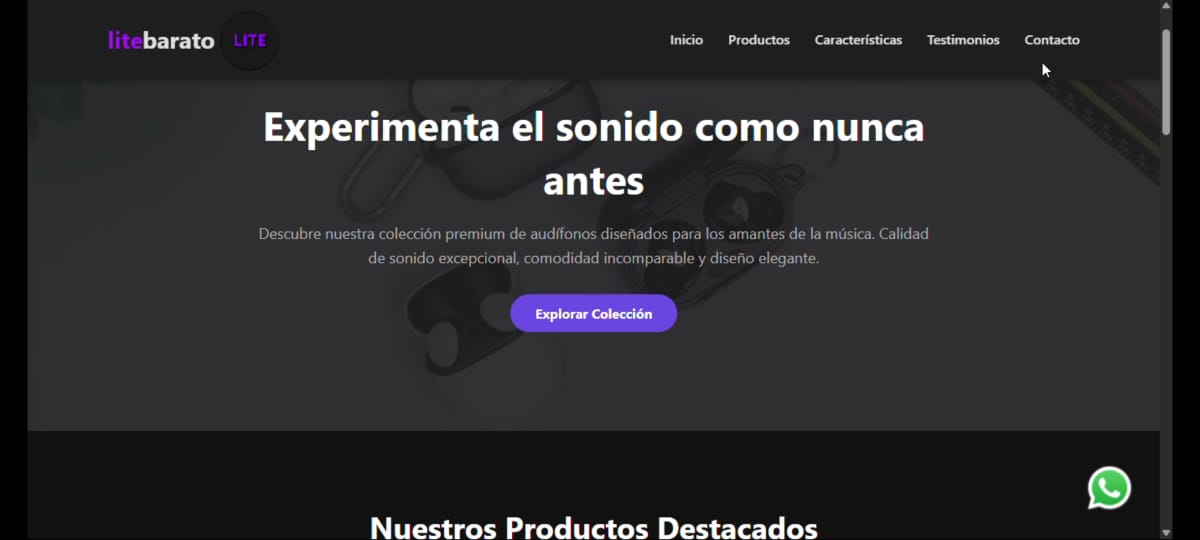 litebarato LITE
Inicio Productos Características Testimonios Contacto
Experimenta el sonido como nunca
antes
Descubre nuestra colección premium de audífonos diseñados para los amantes de la música. Calidad
de sonido excepcional, comodidad incomparable y diseño elegante.
Explorar Colección
Nuestros Productos Destacados